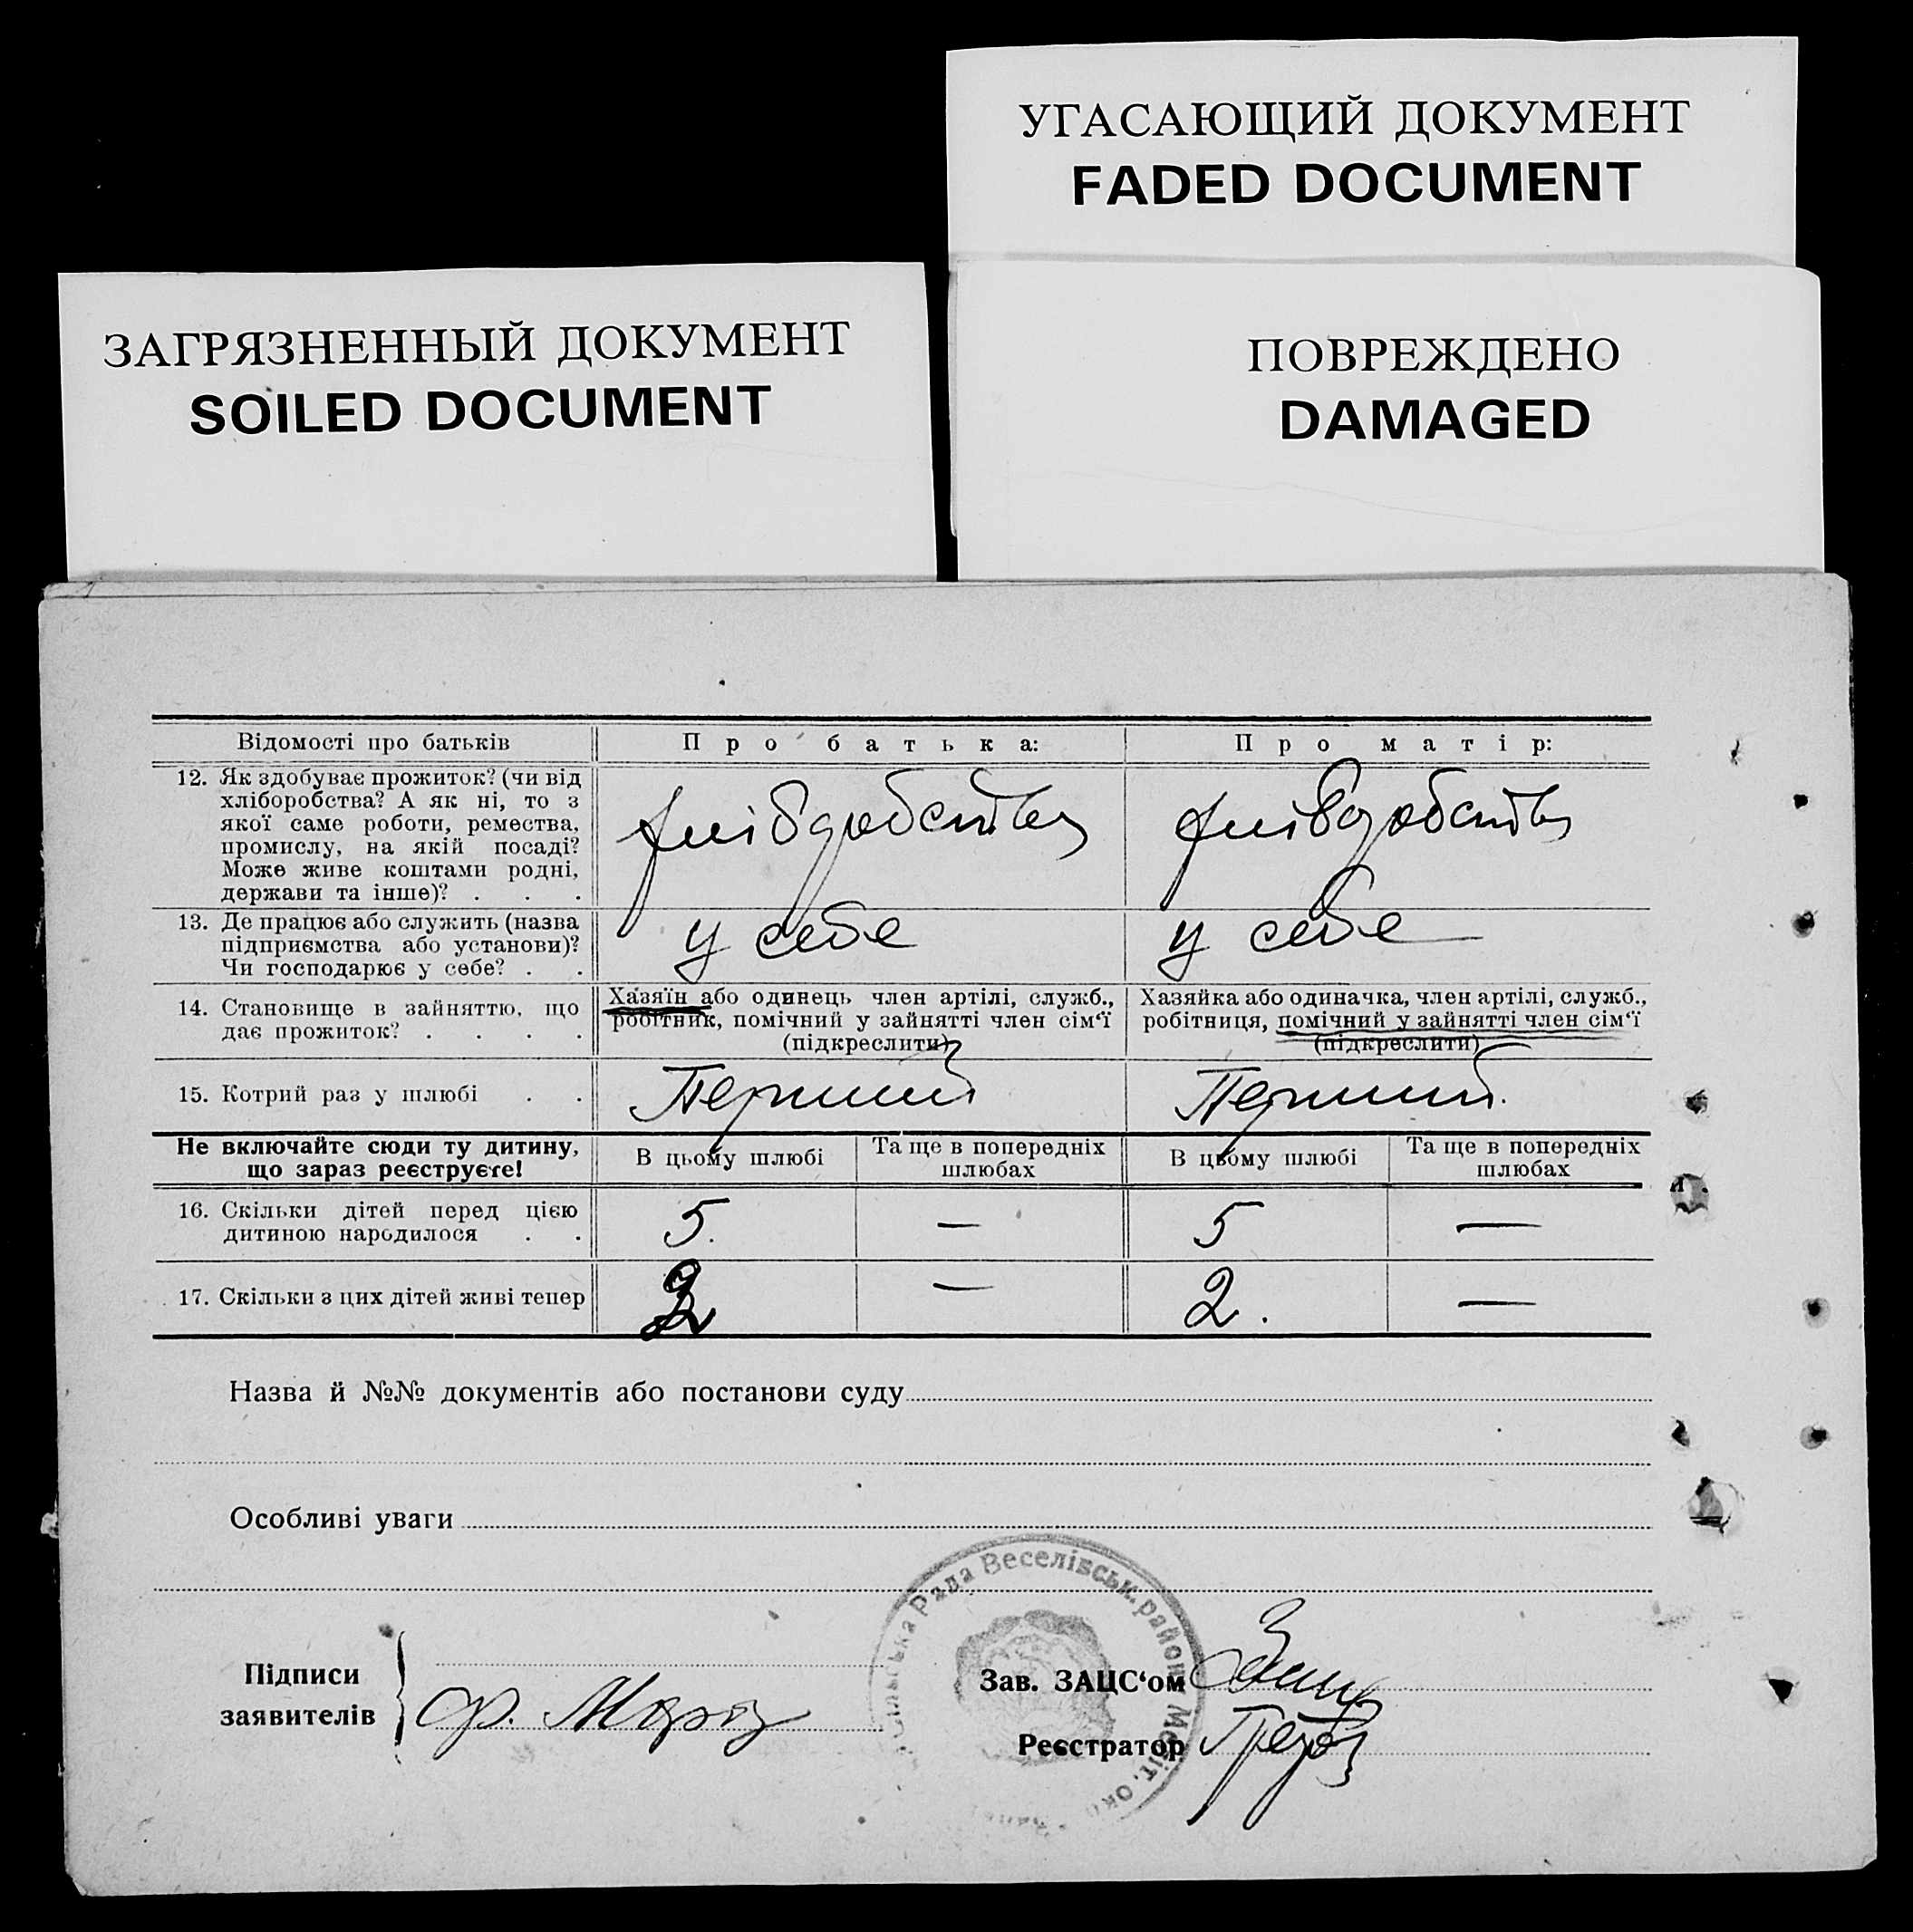 УГАСАЮЩИЙ ДОКУМЕНТ
FADED DOCUMENT
ЗАГРЯЗНЕННЫЙ ДОКУМЕНТ
SOILED DOCUMENT
ПОВРЕЖДЕНО
DAMAGED
Відомості про батьків
Про батька:
Про матір:
12. Як здобуває прожиток? (чи від
хліборобства? А як ні, то з
якої саме роботи, ремества,
промислу, на якій посаді?
Може живе коштами родні,
держави та інше)? . . .
хліборобством
хліборобством
13. Де працює або служить (назва
підприємства або установи)?
Чи господарює у себе? . .
у себе
у себе
14. Становище в зайняттю, що
дає прожиток? . . . .
Хазяїн або одинець член артілі, служб.,
робітник, помічний у зайнятті член сім‘ї
(підкреслити)
Хазяйка або одиначка, член артілі, служб.,
робітниця, помічний у зайнятті член сім‘ї
(підкреслити)
15. Котрий раз у шлюбі . .
Перший
Перший.
Не включайте сюди ту дитину,
що зараз реєструєте!
В цьому шлюбі
Та ще в попередніх
шлюбах
В цьому шлюбі
Та ще в попередніх
шлюбах
16. Скільки дітей перед цією
дитиною народилося . .
5.
—
5
—
17. Скільки з цих дітей живі тепер
2
—
2.
—
Назва й №№ документів або постанови суду
Особливі уваги
Рада Веселівськ. району Меліт. окр
Підписи
заявителів
Зав. ЗАЦС‘ом
Реєстратор